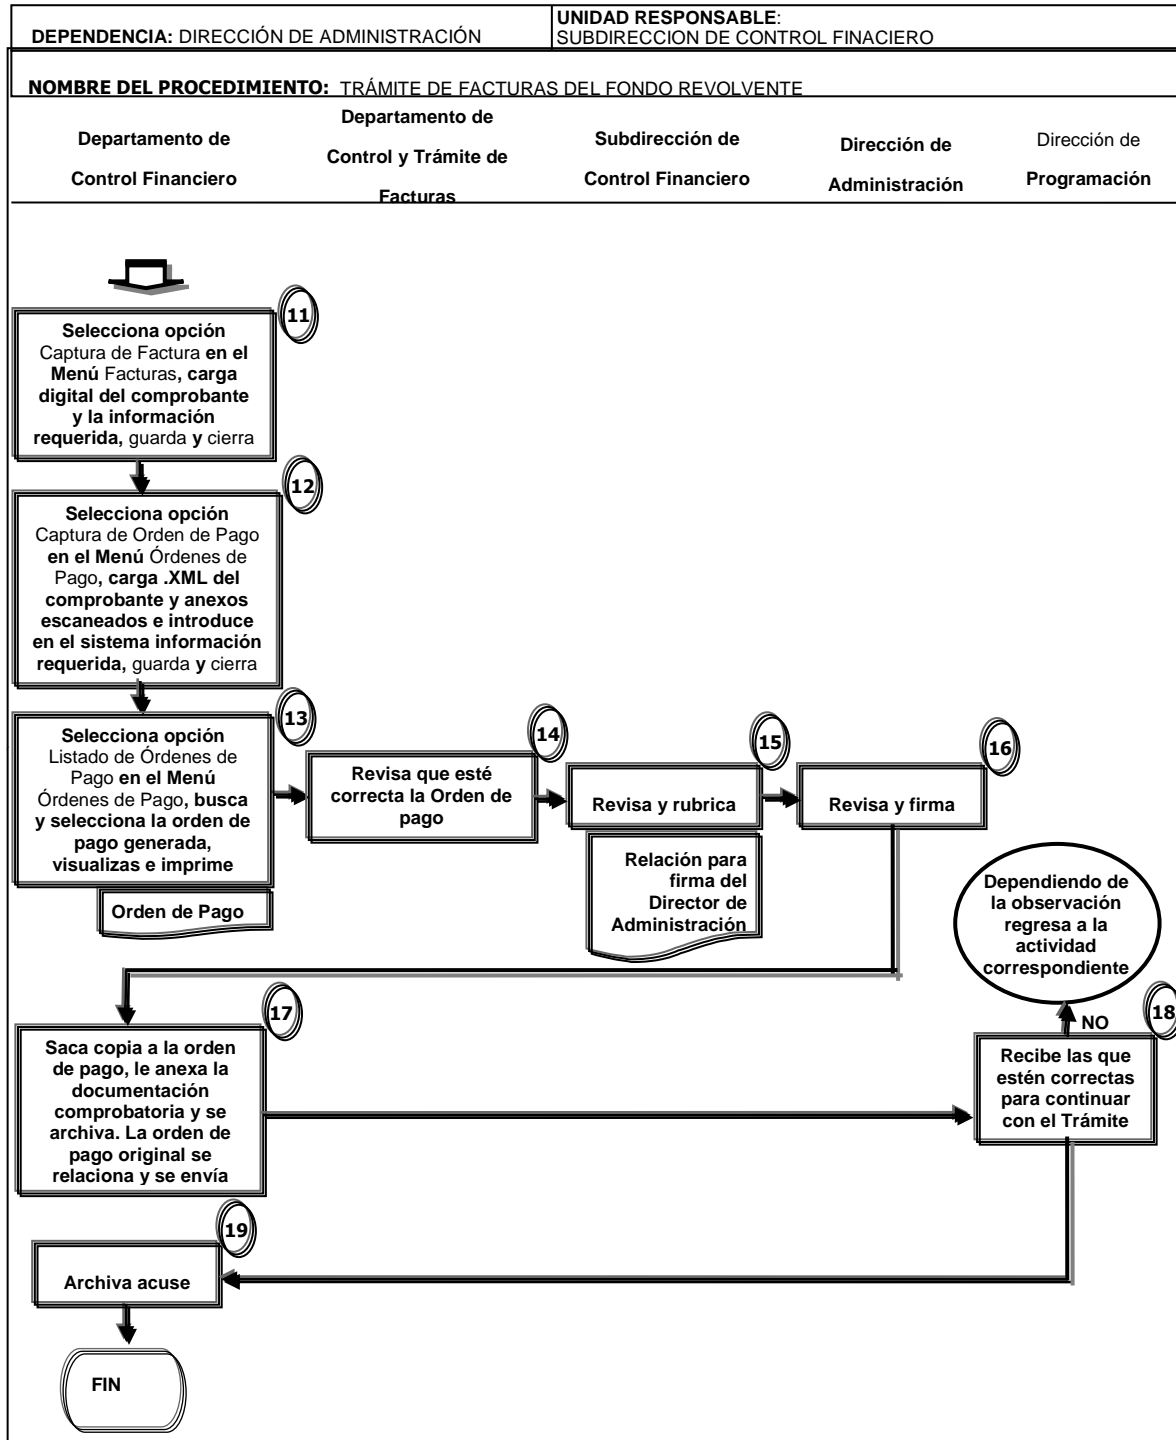 DEPENDENCIA: DIRECCIÓN DE ADMINISTRACIÓN
UNIDAD RESPONSABLE:
SUBDIRECCION DE CONTROL FINACIERO
NOMBRE DEL PROCEDIMIENTO: TRÁMITE DE FACTURAS DEL FONDO REVOLVENTE
Departamento de
Control Financiero
Departamento de
Control y Trámite de
Facturas
Subdirección de
Control Financiero
Dirección de
Administración
Dirección de
Programación
11
Selecciona opción
Captura de Factura en el
Menú Facturas, carga
digital del comprobante
y la información
requerida, guarda y cierra
12
Selecciona opción
Captura de Orden de Pago
en el Menú Órdenes de
Pago, carga .XML del
comprobante y anexos
escaneados e introduce
en el sistema información
requerida, guarda y cierra
13
Selecciona opción
Listado de Órdenes de
Pago en el Menú
Órdenes de Pago, busca
y selecciona la orden de
pago generada,
visualizas e imprime
Orden de Pago
14
Revisa que esté
correcta la Orden de
pago
15
Revisa y rubrica
Relación para
firma del
Director de
Administración
16
Revisa y firma
Dependiendo de
la observación
regresa a la
actividad
correspondiente
NO
17
Saca copia a la orden
de pago, le anexa la
documentación
comprobatoria y se
archiva. La orden de
pago original se
relaciona y se envía
18
Recibe las que
estén correctas
para continuar
con el Trámite
19
Archiva acuse
FIN